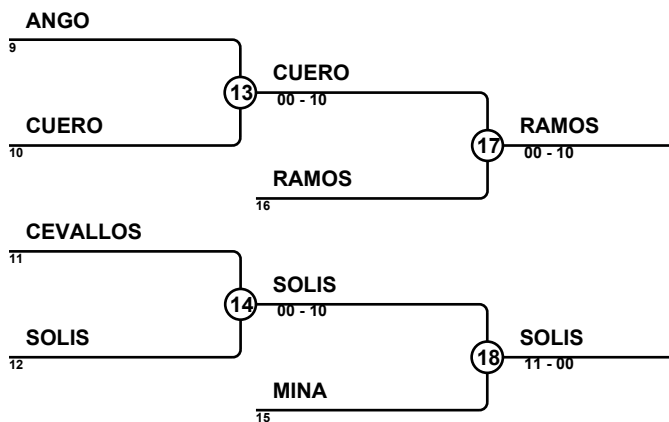 ANGO
9
13
CUERO
00 - 10
CUERO
10
17
RAMOS
00 - 10
RAMOS
16
CEVALLOS
11
14
SOLIS
00 - 10
SOLIS
12
18
SOLIS
11 - 00
MINA
15